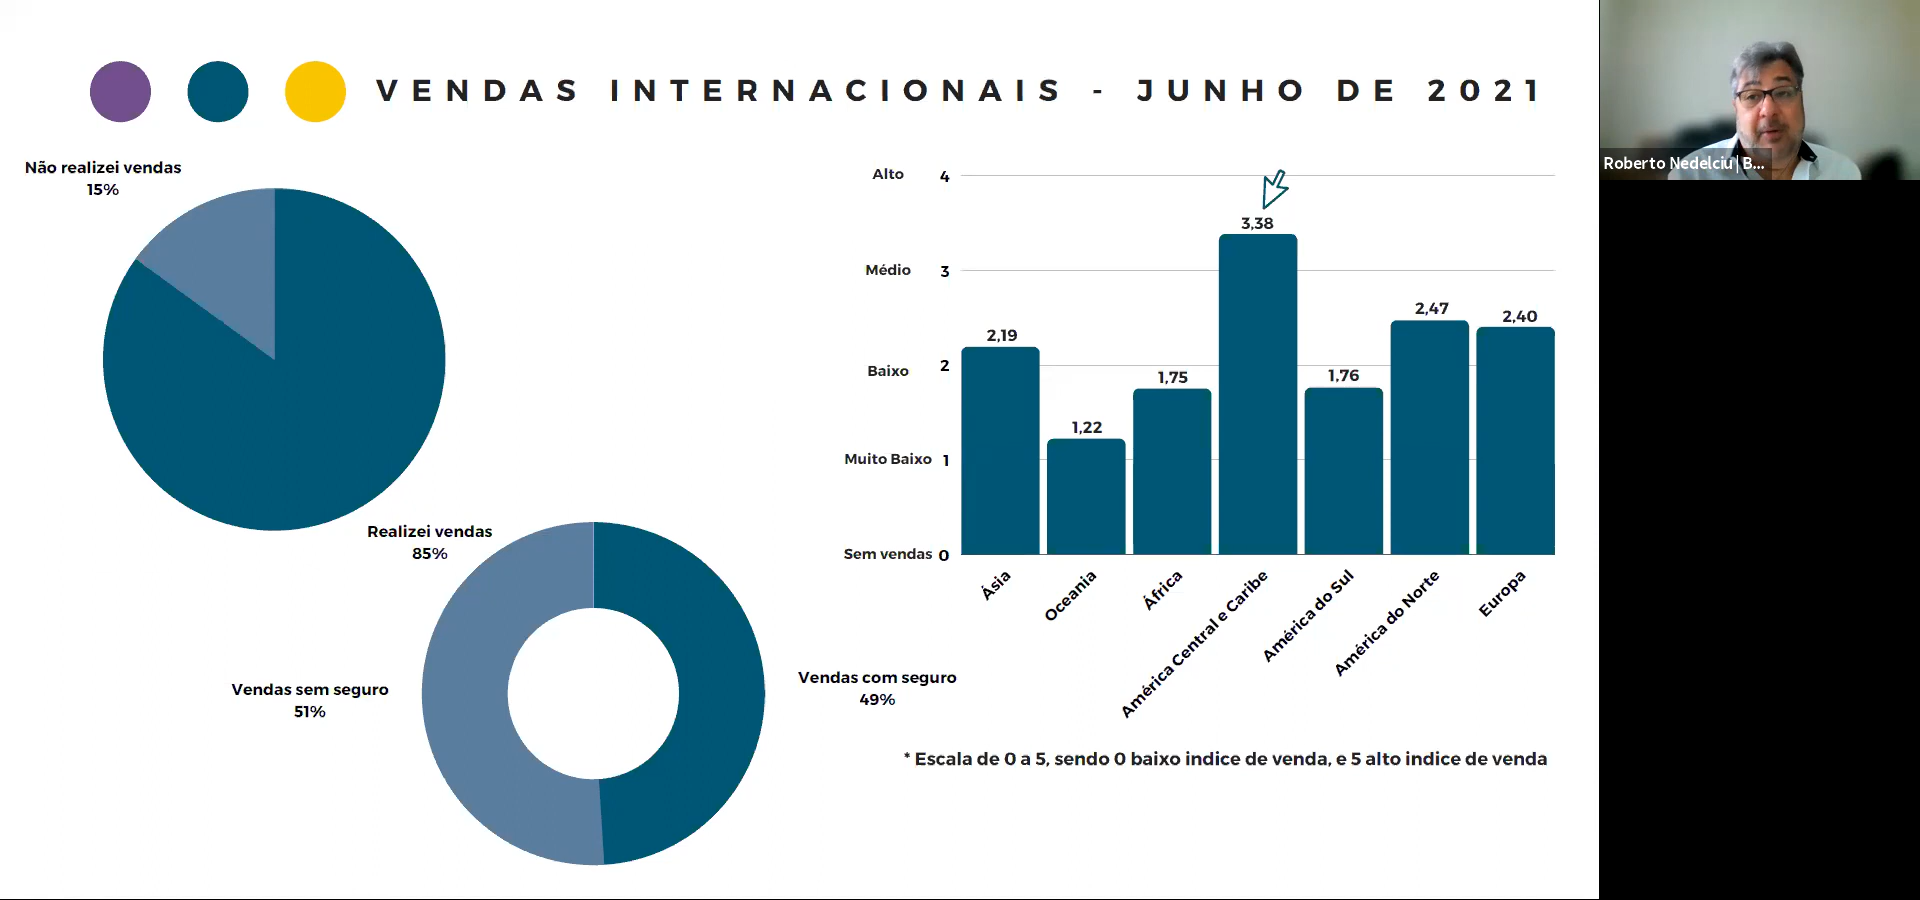 VENDAS INTERNACIONAIS - JUNHO DE 2021
Não realizei vendas
15%
Realizei vendas
85%
Vendas sem seguro
51%
Vendas com seguro
49%
Alto 4
Médio 3
Baixo 2
Muito Baixo 1
Sem vendas 0
2,19
1,22
1,75
3,38
1,76
2,47
2,40
Ásia
Oceania
África
América Central e Caribe
América do Sul
América do Norte
Europa
* Escala de 0 a 5, sendo 0 baixo indice de venda, e 5 alto indice de venda
Roberto Nedelciu | B...